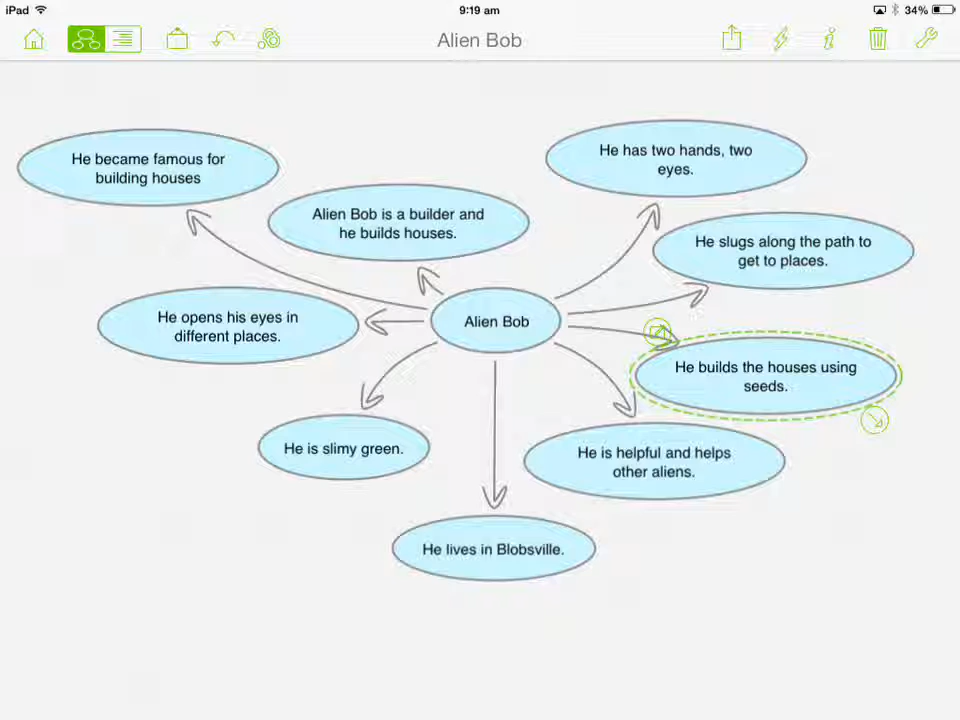 iPad
9:19 am
34%
Alien Bob
He became famous for
building houses
He has two hands, two
eyes.
Alien Bob is a builder and
he builds houses.
He slugs along the path to
get to places.
He opens his eyes in
different places.
Alien Bob
He builds the houses using
seeds.
He is slimy green.
He is helpful and helps
other aliens.
He lives in Blobsville.